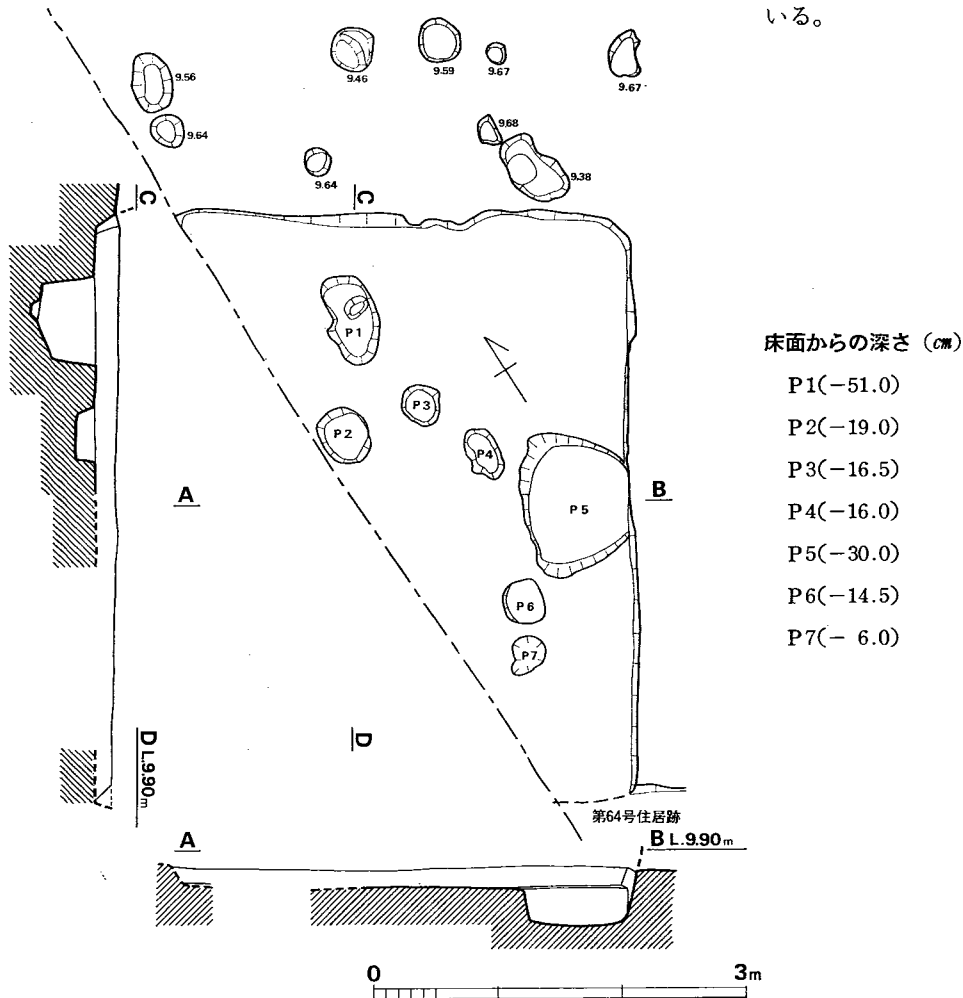 いる。
9.56
9.46
9.59
9.67
9.67
9.64
9.64
9.68
9.38
C
C
P1
P2
P3
P4
P5
P6
P7
A
B
床面からの深さ (cm)
P1(−51.0)
P2(−19.0)
P3(−16.5)
P4(−16.0)
P5(−30.0)
P6(−14.5)
P7(− 6.0)
D L.9.90m
D
第64号住居跡
A
B L.9.90m
0
3m